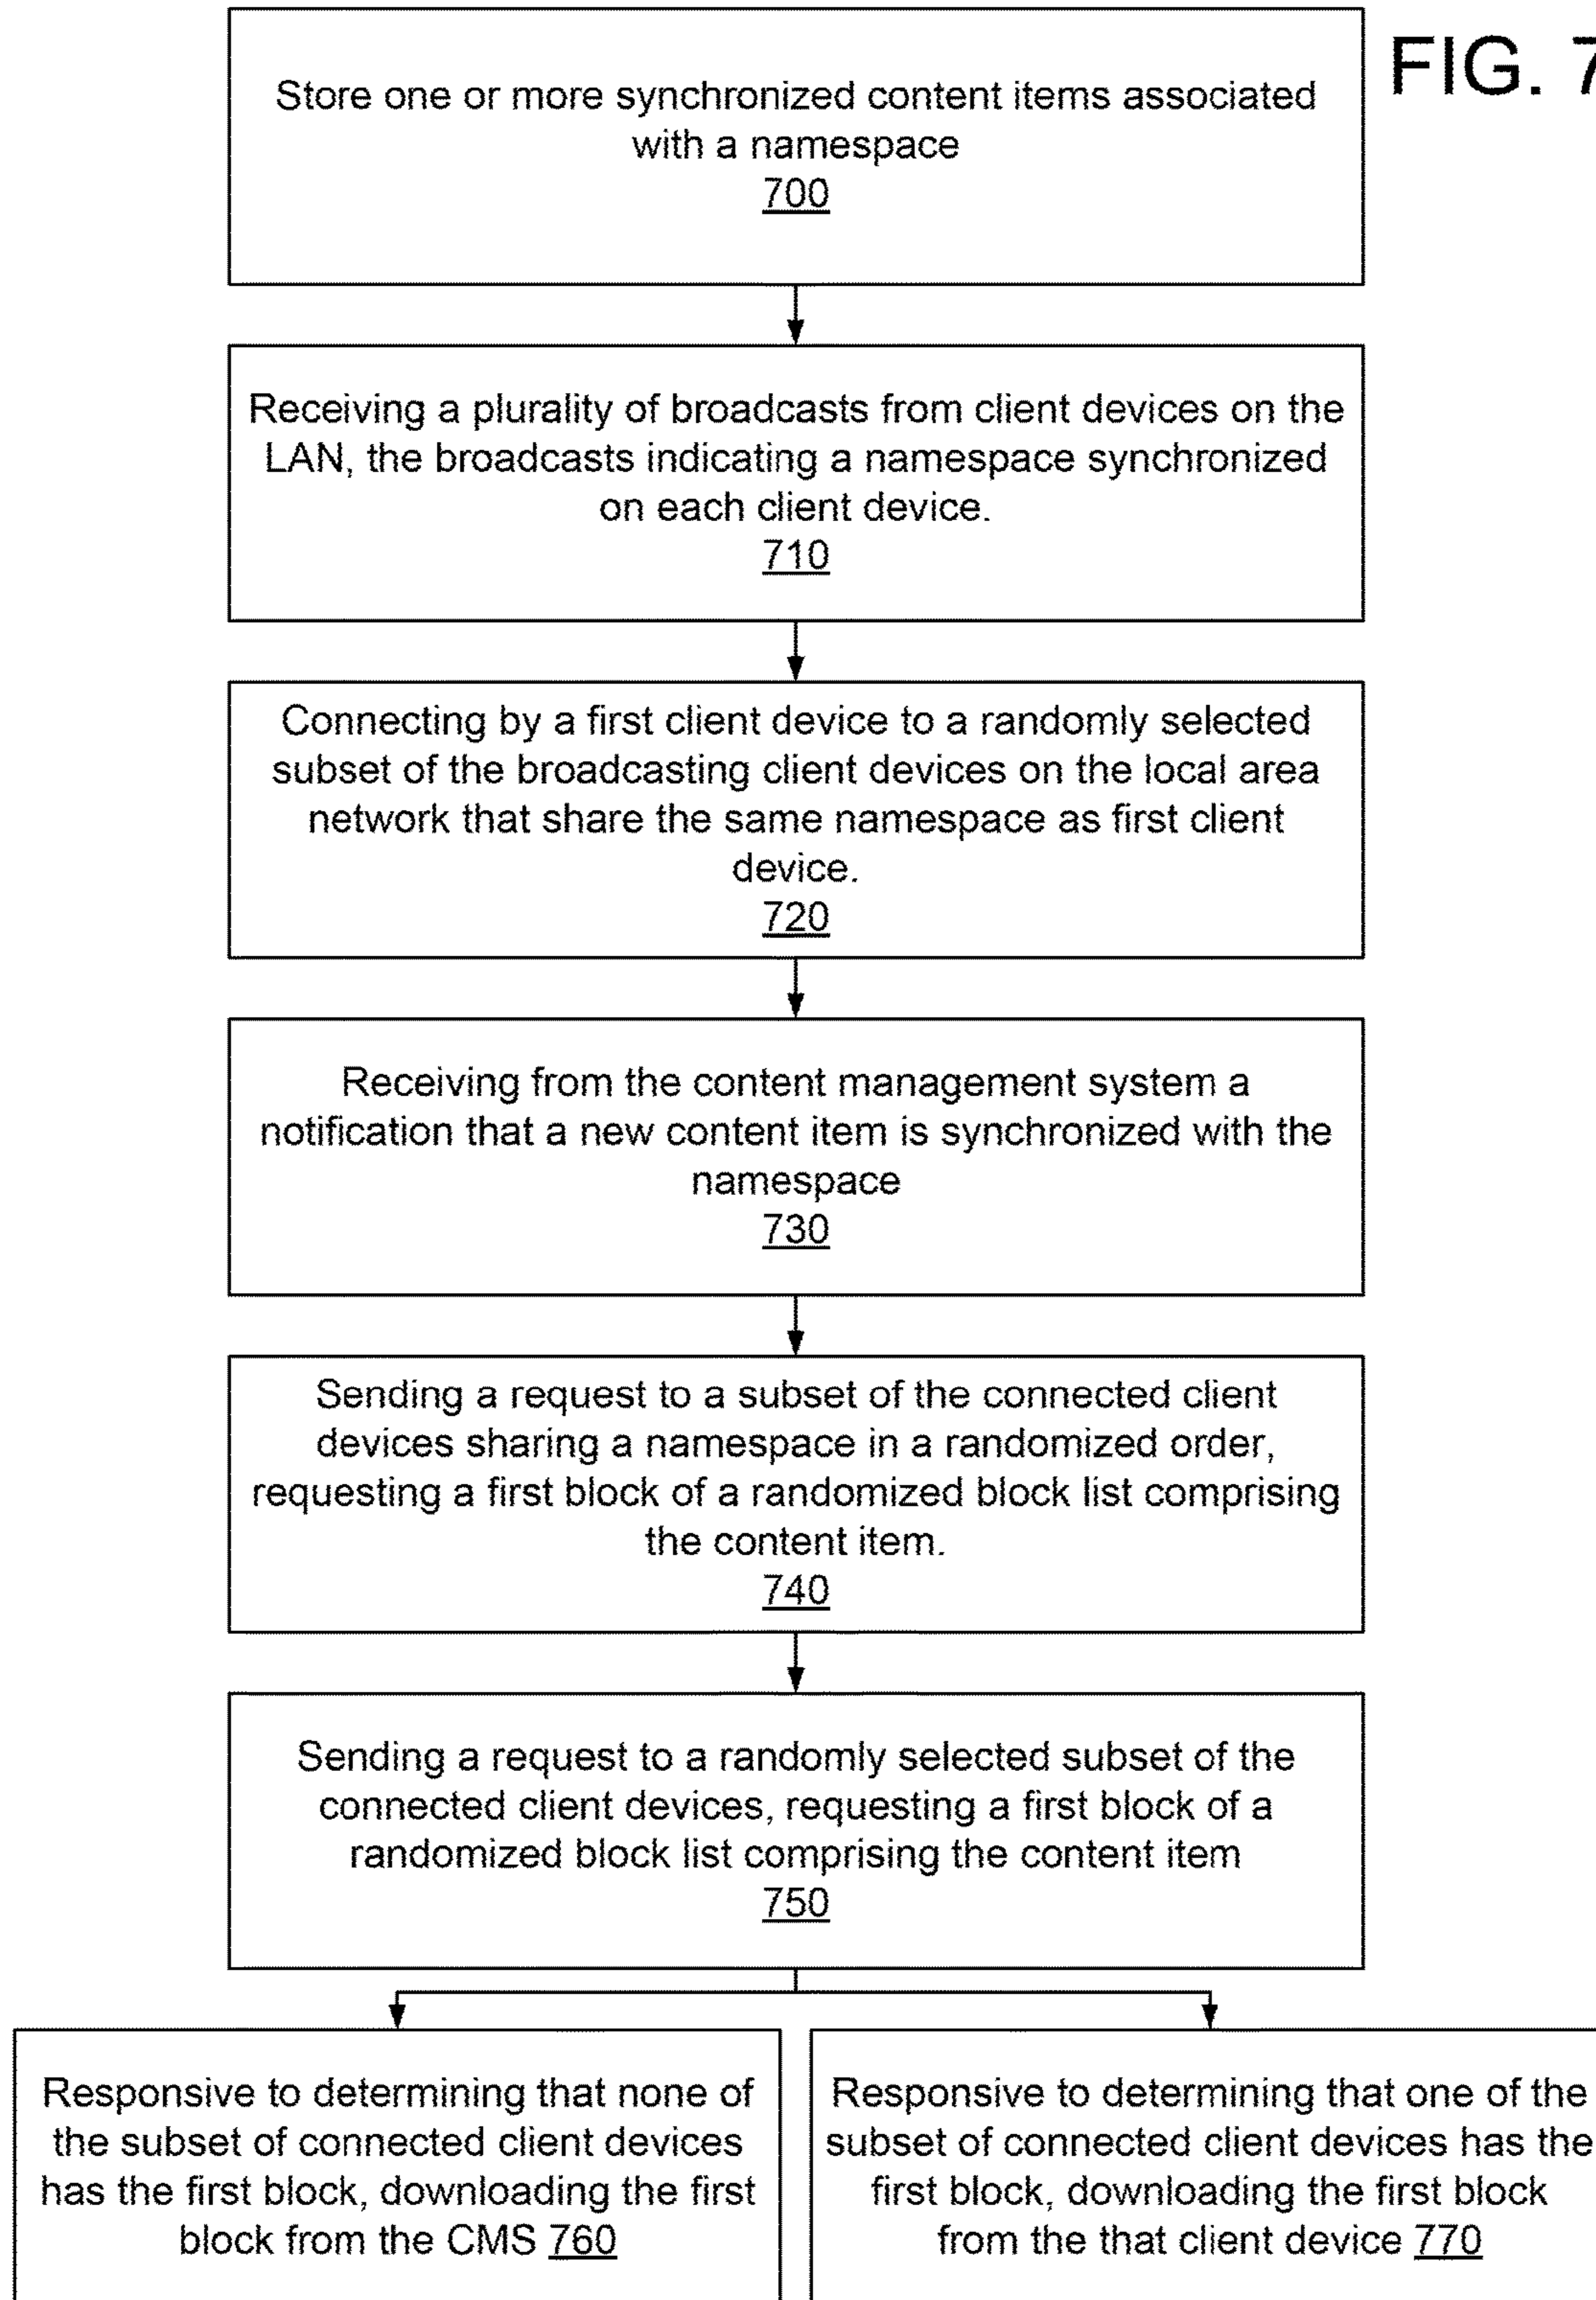 FIG. 7
Store one or more synchronized content items associated
with a namespace
700
Receiving a plurality of broadcasts from client devices on the
LAN, the broadcasts indicating a namespace synchronized
on each client device.
710
Connecting by a first client device to a randomly selected
subset of the broadcasting client devices on the local area
network that share the same namespace as first client
device.
720
Receiving from the content management system a
notification that a new content item is synchronized with the
namespace
730
Sending a request to a subset of the connected client
devices sharing a namespace in a randomized order,
requesting a first block of a randomized block list comprising
the content item.
740
Sending a request to a randomly selected subset of the
connected client devices, requesting a first block of a
randomized block list comprising the content item
750
Responsive to determining that none of
the subset of connected client devices
has the first block, downloading the first
block from the CMS 760
Responsive to determining that one of the
subset of connected client devices has the
first block, downloading the first block
from the that client device 770